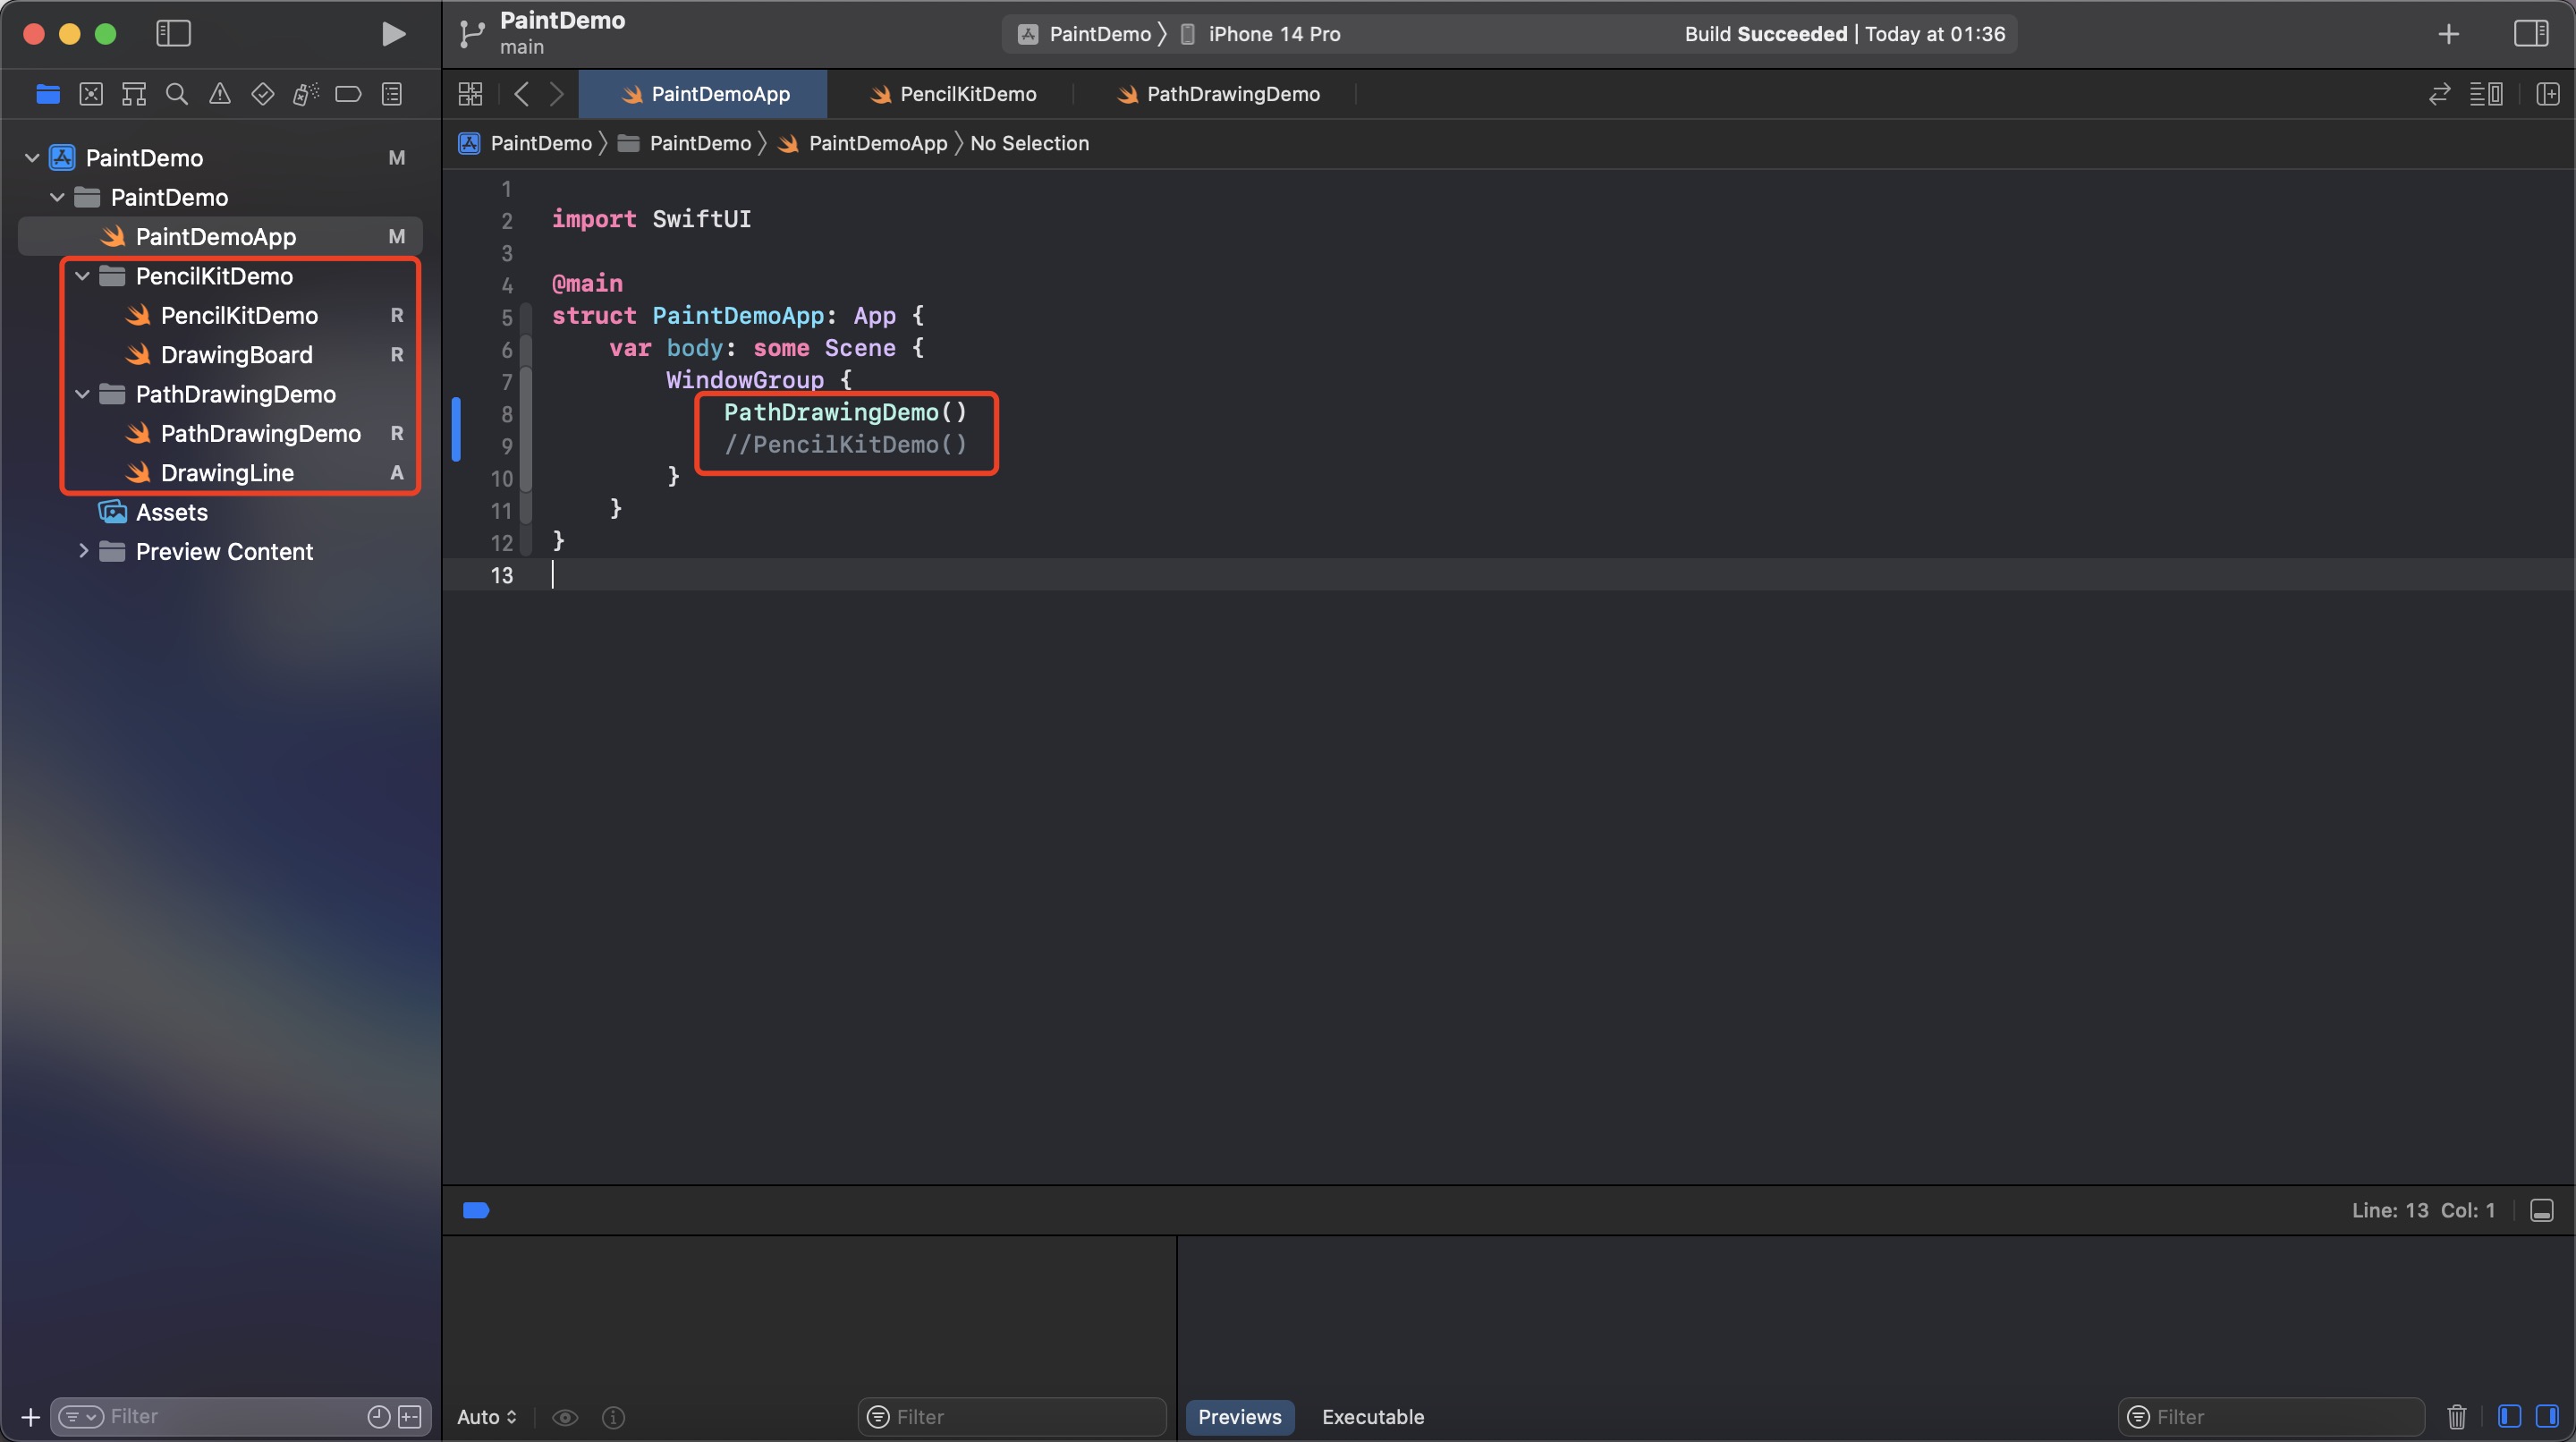 PaintDemo
main
PaintDemo
iPhone 14 Pro
Build Succeeded | Today at 01:36
PaintDemoApp
PencilKitDemo
PathDrawingDemo
PaintDemo
PaintDemo
PaintDemoApp
No Selection
PaintDemo M
PaintDemo
PaintDemoApp M
PencilKitDemo
PencilKitDemo R
DrawingBoard R
PathDrawingDemo
PathDrawingDemo R
DrawingLine A
Assets
Preview Content
1
2 import SwiftUI
3
4 @main
5 struct PaintDemoApp: App {
6 var body: some Scene {
7 WindowGroup {
8 PathDrawingDemo()
9 //PencilKitDemo()
10 }
11 }
12 }
13
Line: 13 Col: 1
Filter
Auto
Filter
Previews
Executable
Filter